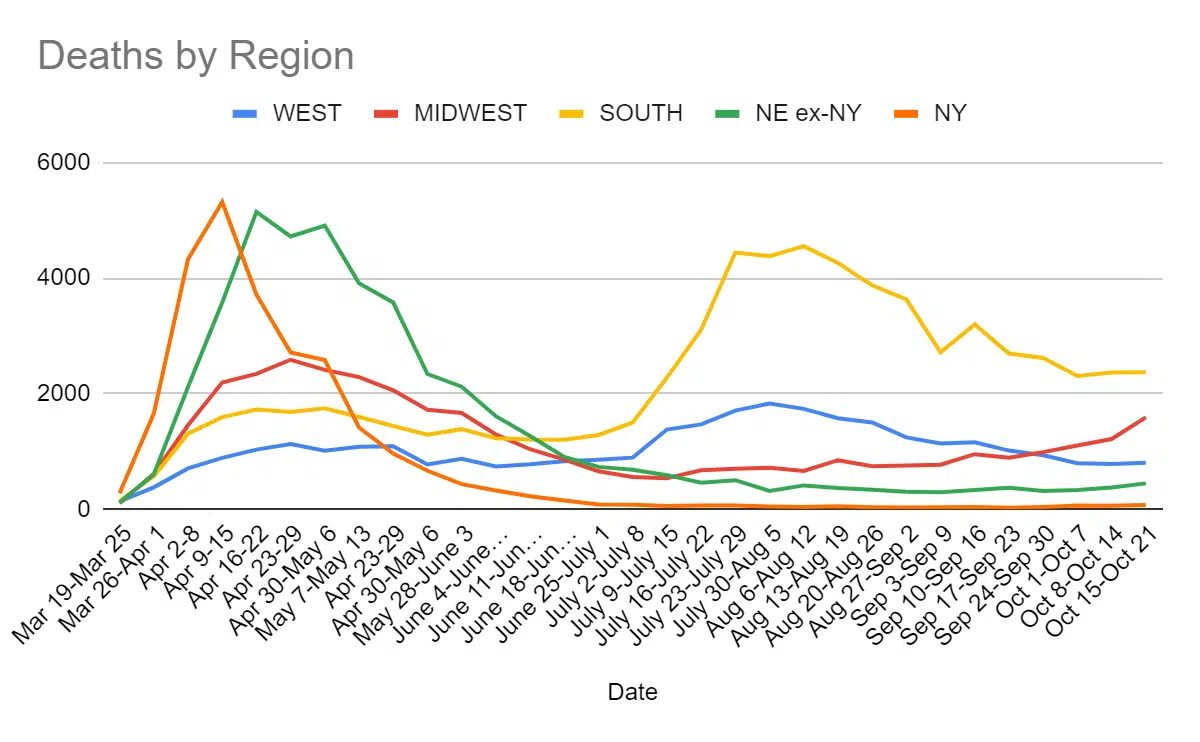 Deaths by Region
WEST MIDWEST SOUTH NE ex-NY NY
6000
4000
2000
0
Mar 19-Mar 25
Mar 26-Apr 1
Apr 2-8
Apr 9-15
Apr 16-22
Apr 23-29
Apr 30-May 6
May 7-May 13
Apr 23-29
Apr 30-May 6
May 28-June 3
June 4-June…
June 11-Jun…
June 18-Jun…
June 25-July 1
July 2-July 8
July 9-July 15
July 16-July 22
July 23-July 29
July 30-Aug 5
Aug 6-Aug 12
Aug 13-Aug 19
Aug 20-Aug 26
Aug 27-Sep 2
Sep 3-Sep 9
Sep 10-Sep 16
Sep 17-Sep 23
Sep 24-Sep 30
Oct 1-Oct 7
Oct 8-Oct 14
Oct 15-Oct 21
Date